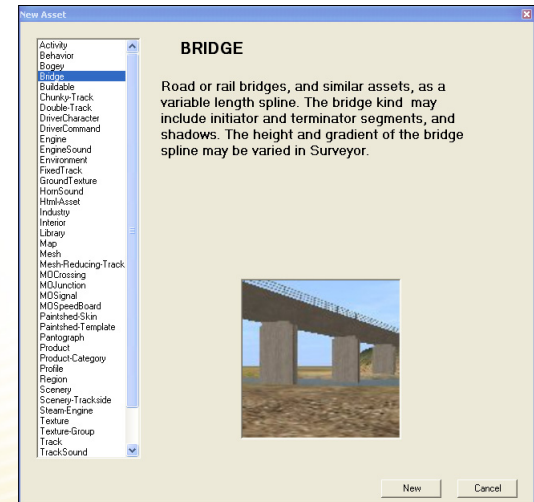 New Asset
Activity
Behavior
Bogey
Bridge
Buildable
Chunky-Track
Double-Track
DriverCharacter
DriverCommand
Engine
EngineSound
Environment
FixedTrack
GroundTexture
HornSound
Html-Asset
Industry
Interior
Library
Map
Mesh
Mesh-Reducing-Track
MOCrossing
MOJunction
MOSignal
MOSpeedBoard
Paintshed-Skin
Paintshed-Template
Pantograph
Product
Product-Category
Profile
Region
Scenery
Scenery-Trackside
Steam-Engine
Texture
Texture-Group
Track
TrackSound
BRIDGE
Road or rail bridges, and similar assets, as a
variable length spline. The bridge kind may
include initiator and terminator segments, and
shadows. The height and gradient of the bridge
spline may be varied in Surveyor.
New
Cancel